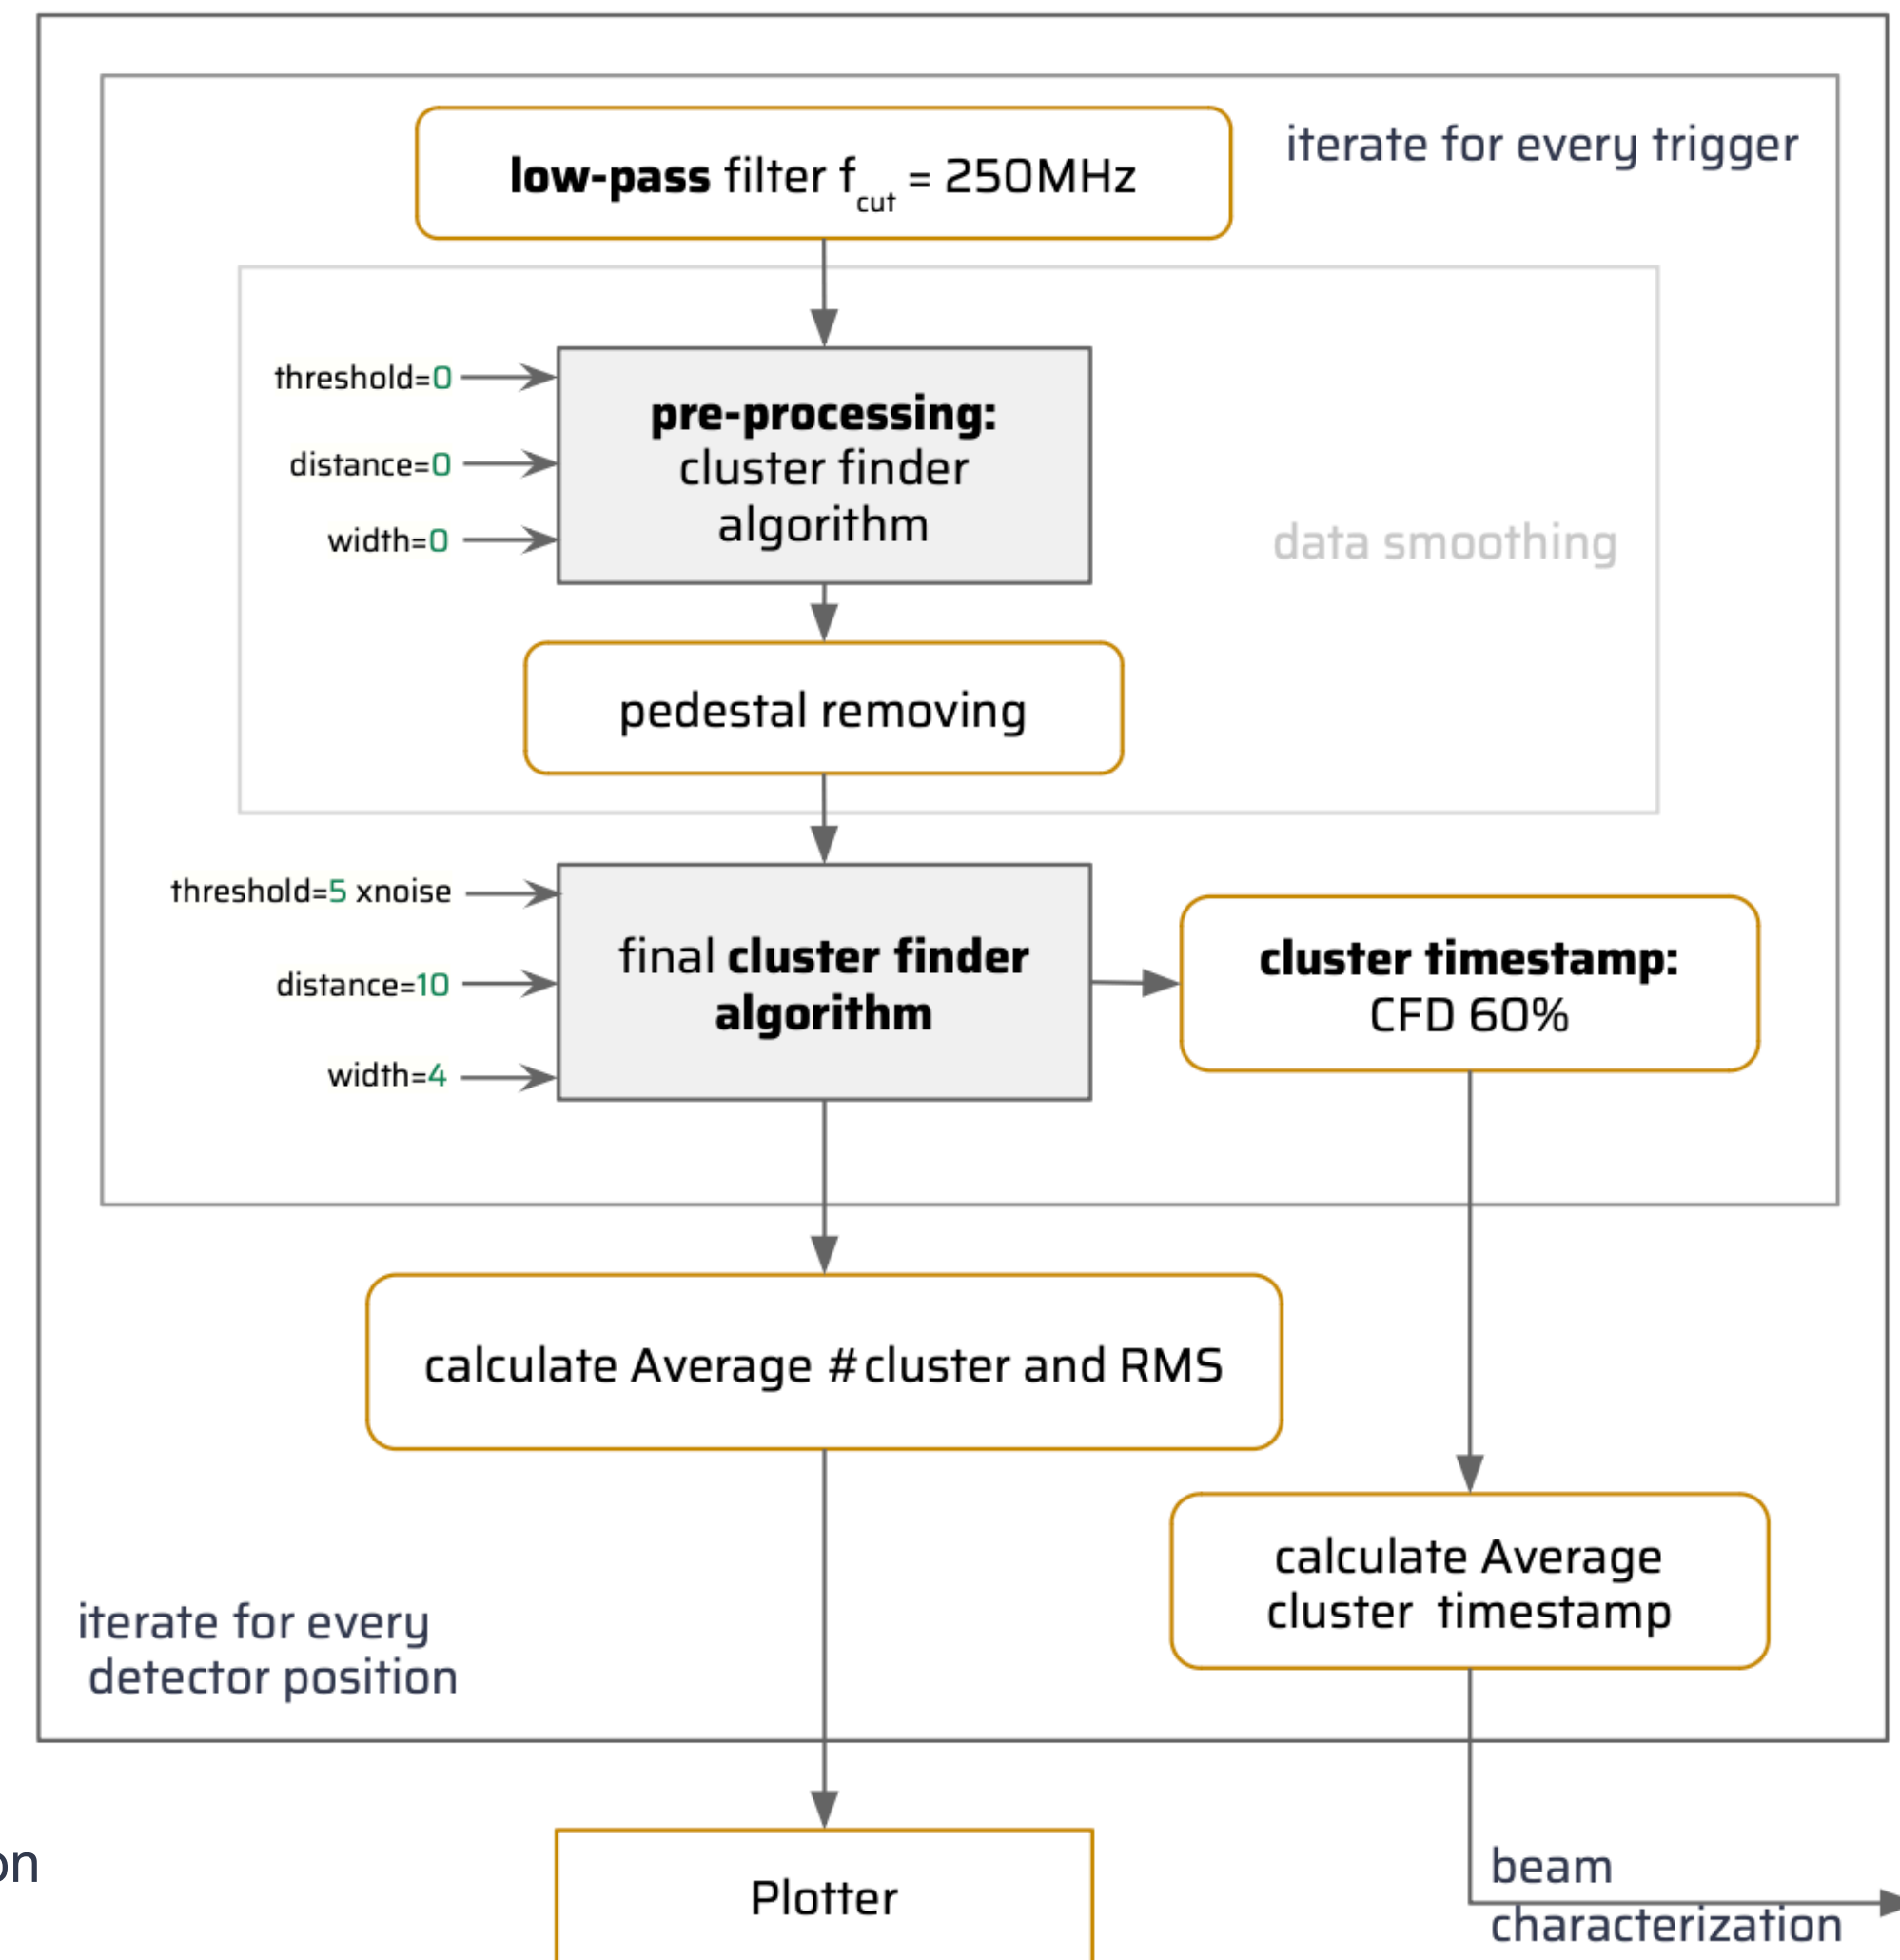 low-pass filter fcut = 250MHz
iterate for every trigger
threshold=0
distance=0
width=0
pre-processing:
cluster finder
algorithm
data smoothing
pedestal removing
threshold=5 xnoise
distance=10
width=4
final cluster finder
algorithm
cluster timestamp:
CFD 60%
calculate Average #cluster and RMS
calculate Average
cluster timestamp
iterate for every
detector position
on
Plotter
beam
characterization